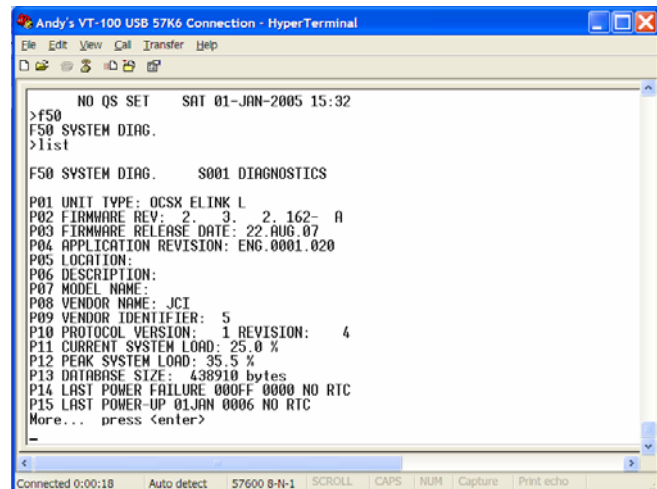 Andy's VT-100 USB 57K6 Connection - HyperTerminal
File Edit View Call Transfer Help
NO QS SET SAT 01-JAN-2005 15:32
>f50
F50 SYSTEM DIAG.
>list
F50 SYSTEM DIAG. S001 DIAGNOSTICS
P01 UNIT TYPE: OCSX ELINK L
P02 FIRMWARE REV: 2. 3. 2. 162- A
P03 FIRMWARE RELEASE DATE: 22.AUG.07
P04 APPLICATION REVISION: ENG.0001.020
P05 LOCATION:
P06 DESCRIPTION:
P07 MODEL NAME:
P08 VENDOR NAME: JCI
P09 VENDOR IDENTIFIER: 5
P10 PROTOCOL VERSION: 1 REVISION: 4
P11 CURRENT SYSTEM LOAD: 25.0 %
P12 PEAK SYSTEM LOAD: 35.5 %
P13 DATABASE SIZE: 438910 bytes
P14 LAST POWER FAILURE 00OFF 0000 NO RTC
P15 LAST POWER-UP 01JAN 0006 NO RTC
More... press <enter>
Connected 0:00:18 Auto detect 57600 8-N-1 SCROLL CAPS NUM Capture Print echo